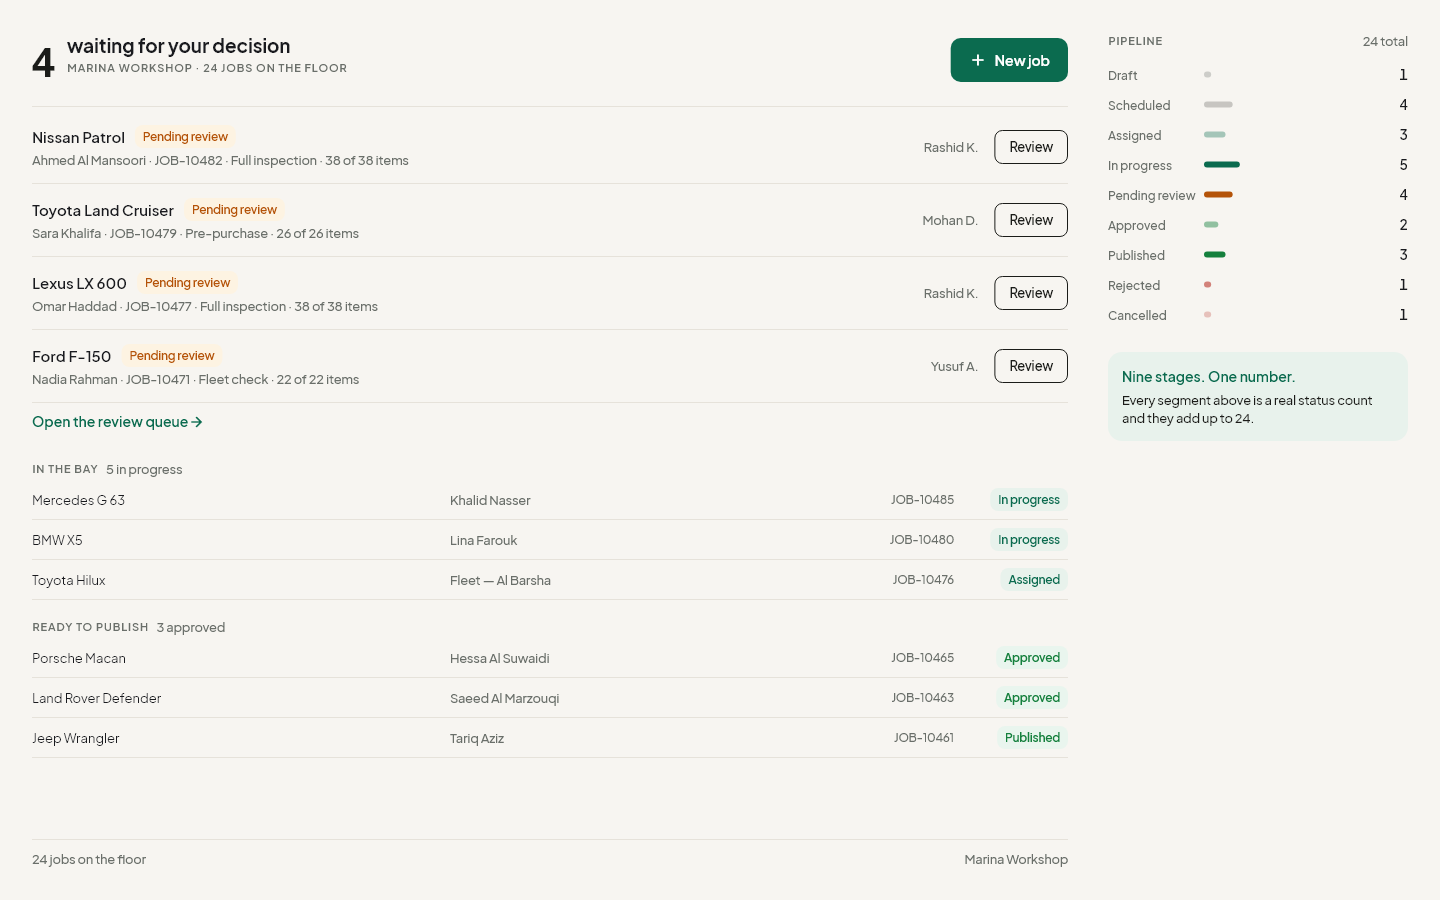 4 waiting for your decision
MARINA WORKSHOP · 24 JOBS ON THE FLOOR
+ New job
Nissan Patrol Pending review
Ahmed Al Mansoori · JOB-10482 · Full inspection · 38 of 38 items
Rashid K. Review
Toyota Land Cruiser Pending review
Sara Khalifa · JOB-10479 · Pre-purchase · 26 of 26 items
Mohan D. Review
Lexus LX 600 Pending review
Omar Haddad · JOB-10477 · Full inspection · 38 of 38 items
Rashid K. Review
Ford F-150 Pending review
Nadia Rahman · JOB-10471 · Fleet check · 22 of 22 items
Yusuf A. Review
Open the review queue →
IN THE BAY 5 in progress
Mercedes G 63 Khalid Nasser JOB-10485 In progress
BMW X5 Lina Farouk JOB-10480 In progress
Toyota Hilux Fleet — Al Barsha JOB-10476 Assigned
READY TO PUBLISH 3 approved
Porsche Macan Hessa Al Suwaidi JOB-10465 Approved
Land Rover Defender Saeed Al Marzouqi JOB-10463 Approved
Jeep Wrangler Tariq Aziz JOB-10461 Published
24 jobs on the floor Marina Workshop
PIPELINE 24 total
Draft 1
Scheduled 4
Assigned 3
In progress 5
Pending review 4
Approved 2
Published 3
Rejected 1
Cancelled 1
Nine stages. One number.
Every segment above is a real status count
and they add up to 24.